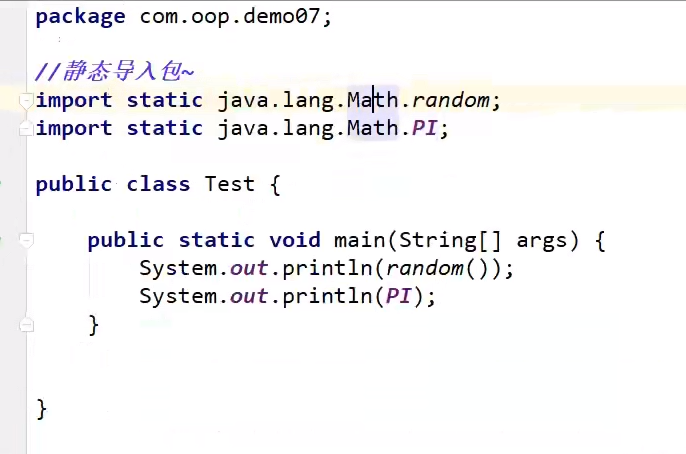 package com.oop.demo07;
//静态导入包~
import static java.lang.Math.random;
import static java.lang.Math.PI;
public class Test {
public static void main(String[] args) {
System.out.println(random());
System.out.println(PI);
}
}